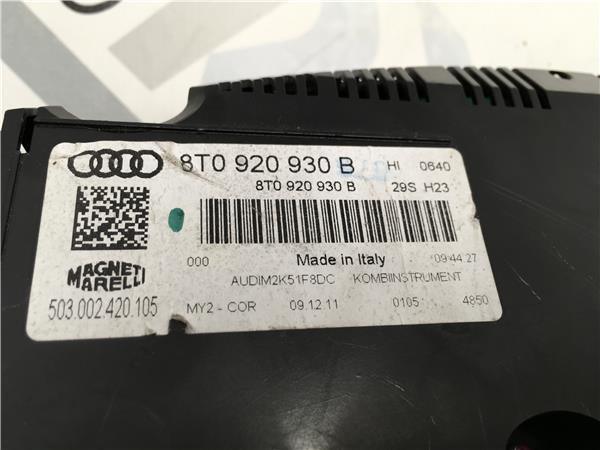 8T0 920 930 B HI 0640
8T0 920 930 B 29S H23
000 Made in Italy 09:44 27
MAGNETI MARELLI
AUDIM2K51F8DC KOMBIINSTRUMENT
503.002.420.105 MY2-COR 09.12.11 0105 4850